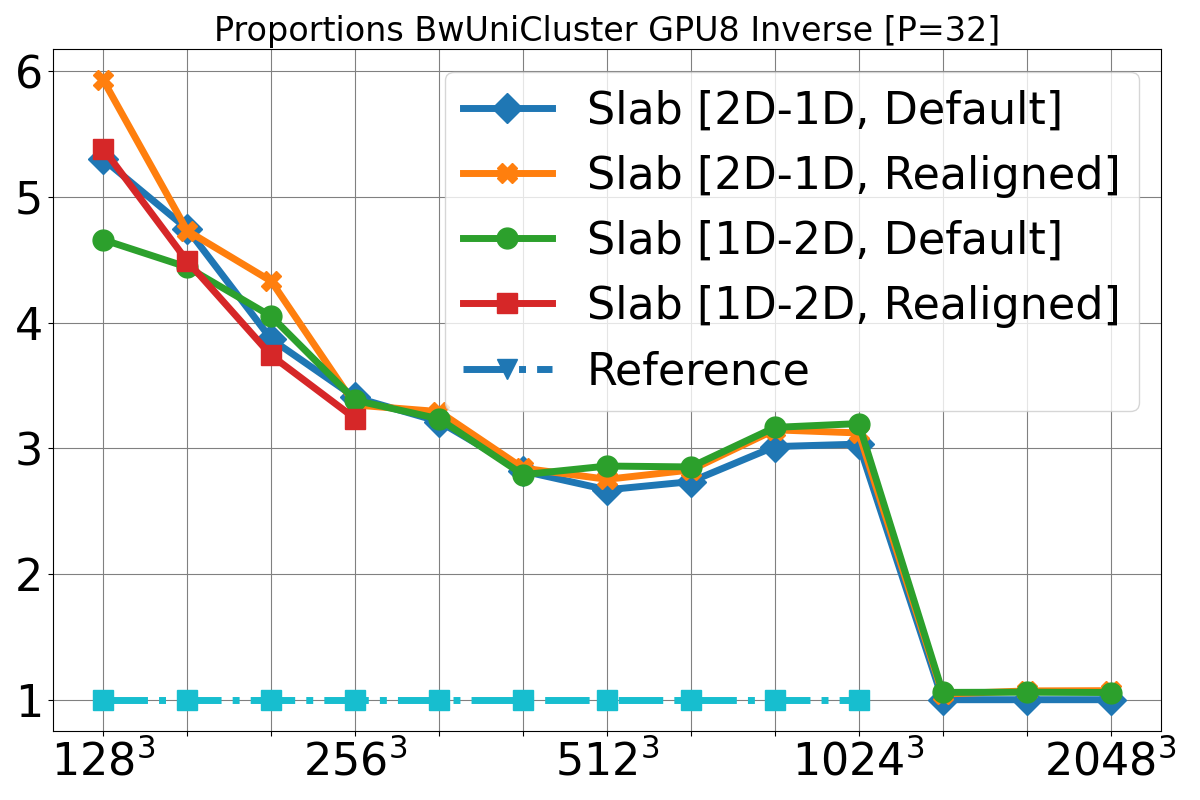 Proportions BwUniCluster GPU8 Inverse [P=32]
6
5
4
3
2
1
Slab [2D-1D, Default]
Slab [2D-1D, Realigned]
Slab [1D-2D, Default]
Slab [1D-2D, Realigned]
Reference
128³ 256³ 512³ 1024³ 2048³